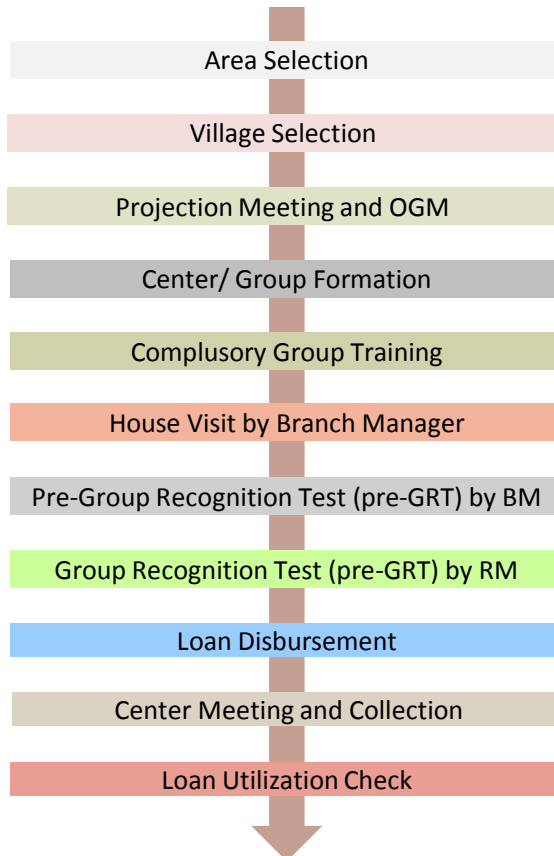 Area Selection
Village Selection
Projection Meeting and OGM
Center/ Group Formation
Complusory Group Training
House Visit by Branch Manager
Pre-Group Recognition Test (pre-GRT) by BM
Group Recognition Test (pre-GRT) by RM
Loan Disbursement
Center Meeting and Collection
Loan Utilization Check